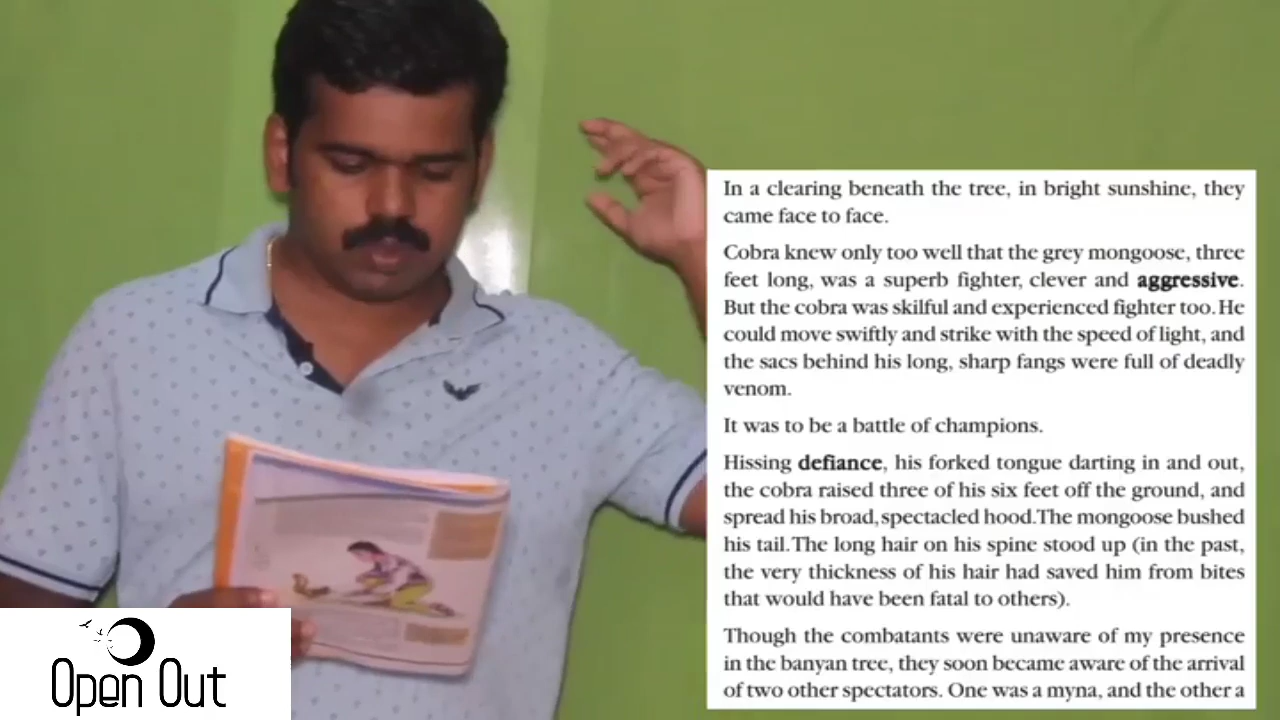 In a clearing beneath the tree, in bright sunshine, they
came face to face.
Cobra knew only too well that the grey mongoose, three
feet long, was a superb fighter, clever and aggressive.
But the cobra was skilful and experienced fighter too. He
could move swiftly and strike with the speed of light, and
the sacs behind his long, sharp fangs were full of deadly
venom.
It was to be a battle of champions.
Hissing defiance, his forked tongue darting in and out,
the cobra raised three of his six feet off the ground, and
spread his broad, spectacled hood. The mongoose bushed
his tail. The long hair on his spine stood up (in the past,
the very thickness of his hair had saved him from bites
that would have been fatal to others).
Though the combatants were unaware of my presence
in the banyan tree, they soon became aware of the arrival
of two other spectators. One was a myna, and the other a
Open Out